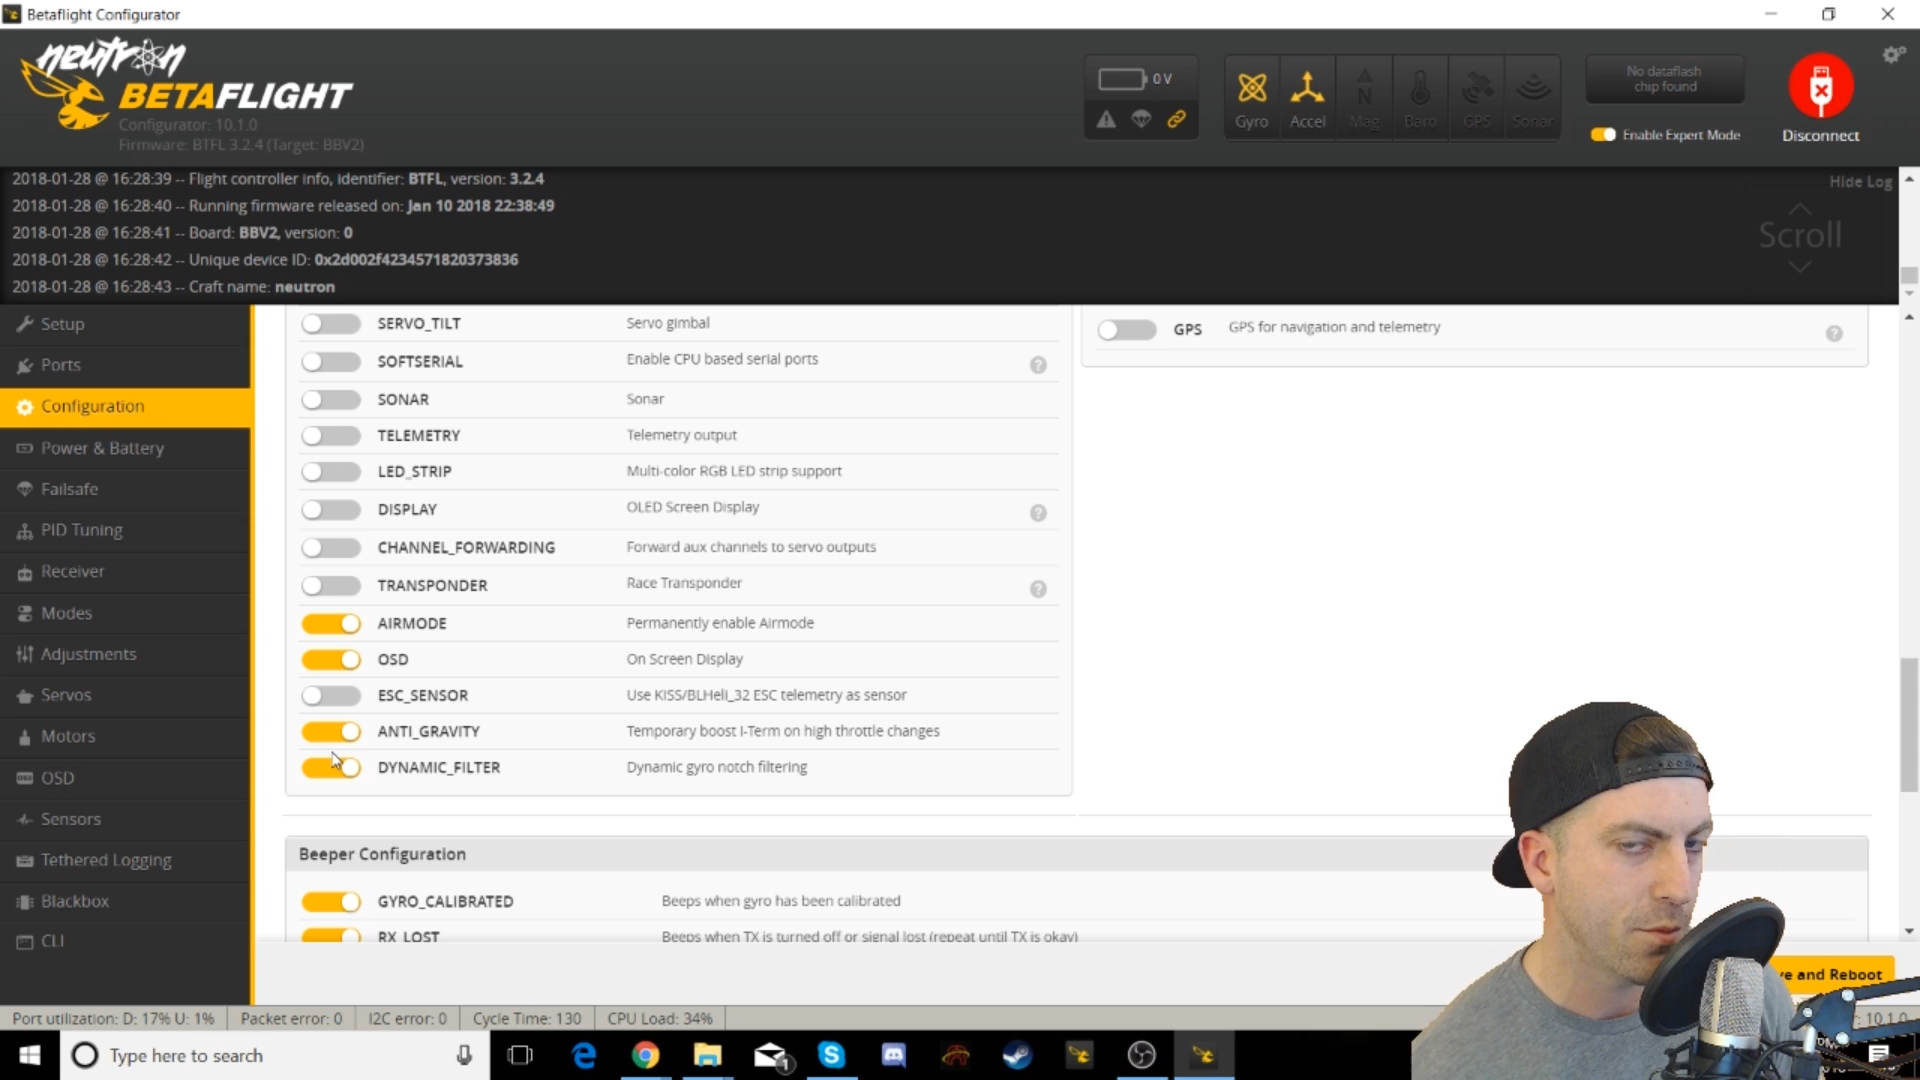 Betaflight Configurator
neutron
BETAFLIGHT
Configurator: 10.1.0
Firmware: BTFL 3.2.4 (Target: BBV2)
0 V
Gyro
Accel
Mag
Baro
GPS
Sonar
No dataflash
chip found
Enable Expert Mode
Disconnect
2018-01-28 @ 16:28:39 -- Flight controller info, identifier: BTFL, version: 3.2.4
2018-01-28 @ 16:28:40 -- Running firmware released on: Jan 10 2018 22:38:49
2018-01-28 @ 16:28:41 -- Board: BBV2, version: 0
2018-01-28 @ 16:28:42 -- Unique device ID: 0x2d002f4234571820373836
2018-01-28 @ 16:28:43 -- Craft name: neutron
Hide Log
Scroll
Setup
Ports
Configuration
Power & Battery
Failsafe
PID Tuning
Receiver
Modes
Adjustments
Servos
Motors
OSD
Sensors
Tethered Logging
Blackbox
CLI
SERVO_TILT Servo gimbal
SOFTSERIAL Enable CPU based serial ports
SONAR Sonar
TELEMETRY Telemetry output
LED_STRIP Multi-color RGB LED strip support
DISPLAY OLED Screen Display
CHANNEL_FORWARDING Forward aux channels to servo outputs
TRANSPONDER Race Transponder
AIRMODE Permanently enable Airmode
OSD On Screen Display
ESC_SENSOR Use KISS/BLHeli_32 ESC telemetry as sensor
ANTI_GRAVITY Temporary boost I-Term on high throttle changes
DYNAMIC_FILTER Dynamic gyro notch filtering
GPS GPS for navigation and telemetry
Beeper Configuration
GYRO_CALIBRATED Beeps when gyro has been calibrated
RX_LOST Beeps when TX is turned off or signal lost (repeat until TX is okay)
ve and Reboot
Port utilization: D: 17% U: 1% Packet error: 0 I2C error: 0 Cycle Time: 130 CPU Load: 34%
10.1.0
Type here to search
1